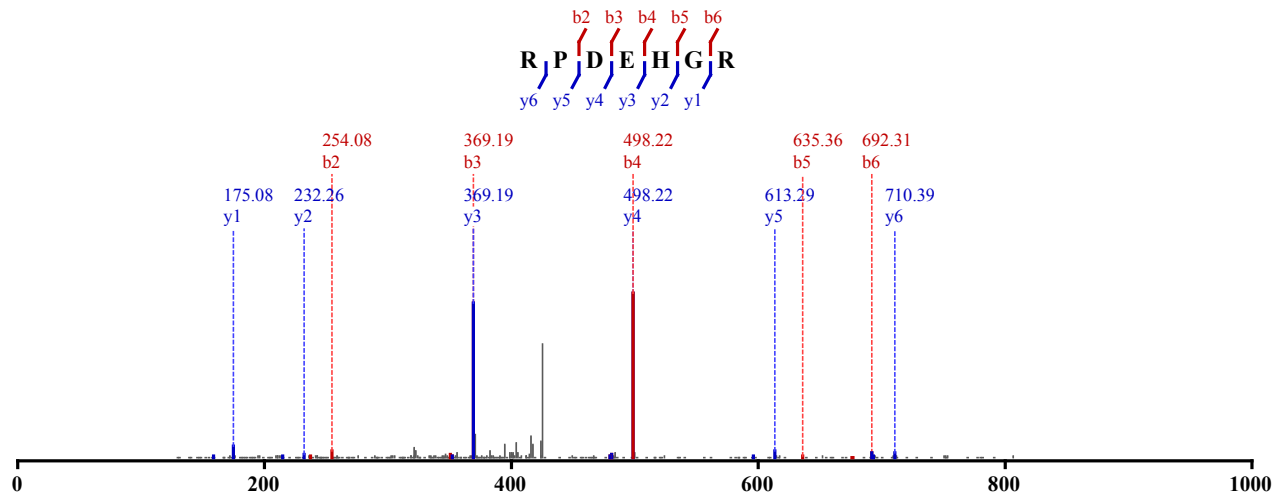 b2 b3 b4 b5 b6
R P D E H G R
y6 y5 y4 y3 y2 y1
254.08 369.19 498.22 635.36 692.31
b2 b3 b4 b5 b6
175.08 232.26 369.19 498.22 613.29 710.39
y1 y2 y3 y4 y5 y6
0 200 400 600 800 1000